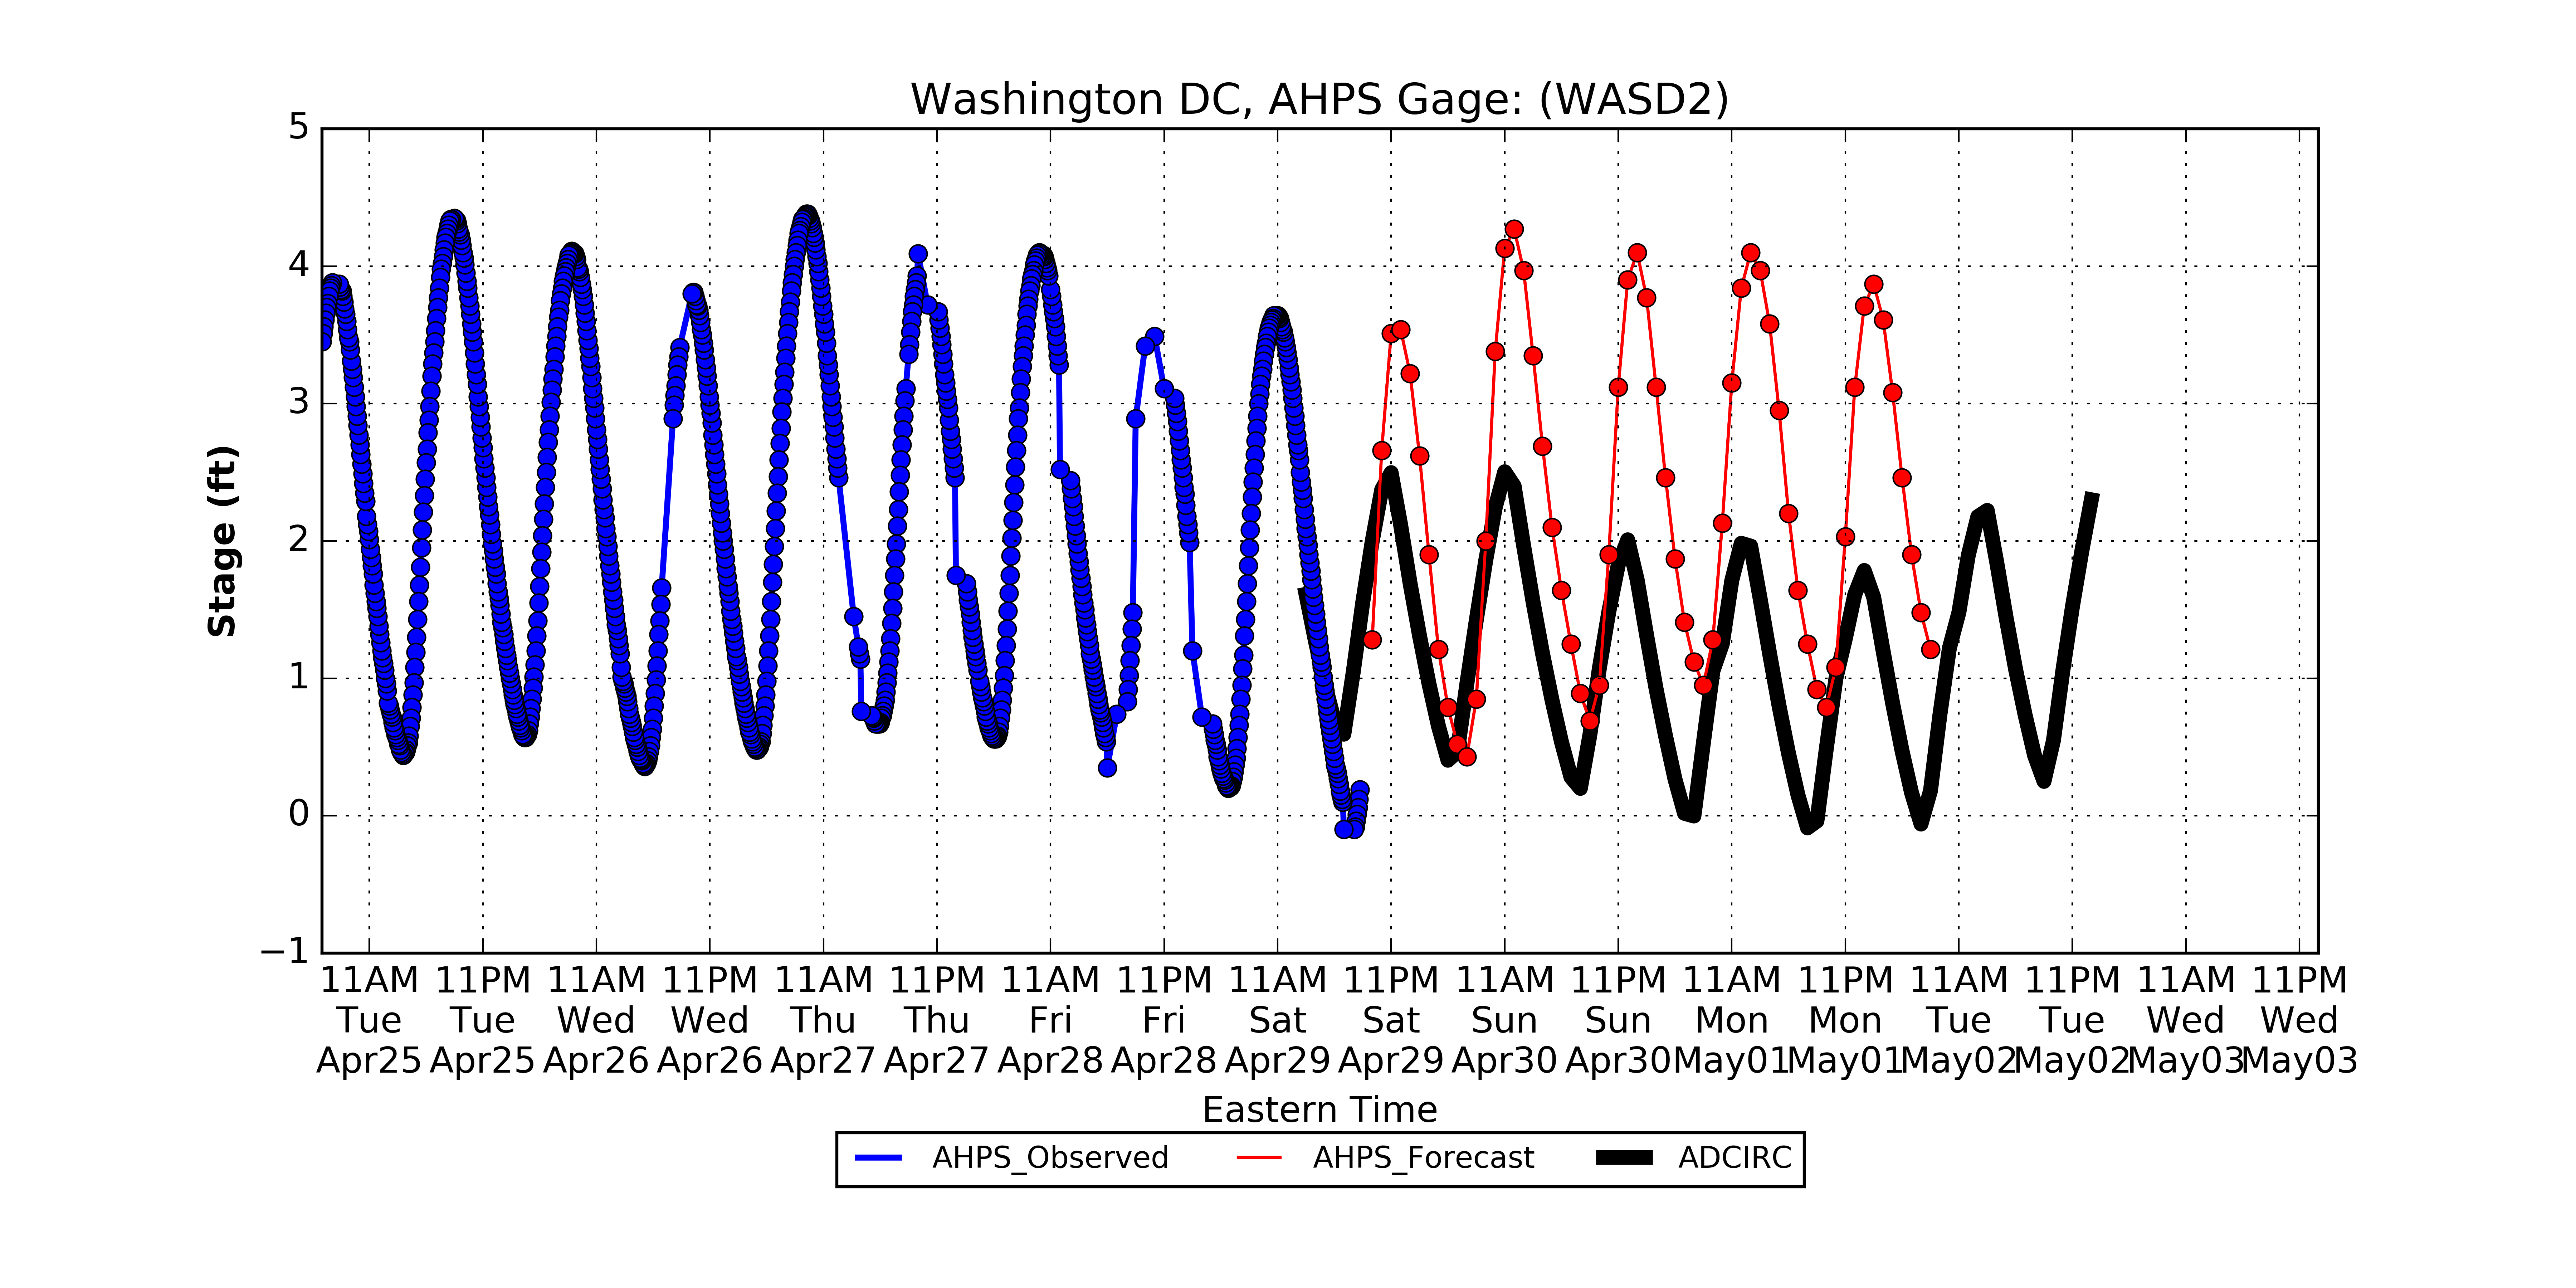 Washington DC, AHPS Gage: (WASD2)
5
4
3
2
1
0
−1
Stage (ft)
11AM 11PM 11AM 11PM 11AM 11PM 11AM 11PM 11AM 11PM 11AM 11PM 11AM 11PM 11AM 11PM 11AM 11PM
Tue Tue Wed Wed Thu Thu Fri Fri Sat Sat Sun Sun Mon Mon Tue Tue Wed Wed
Apr25 Apr25 Apr26 Apr26 Apr27 Apr27 Apr28 Apr28 Apr29 Apr29 Apr30 Apr30 May01 May01 May02 May02 May03 May03
Eastern Time
AHPS_Observed AHPS_Forecast ADCIRC